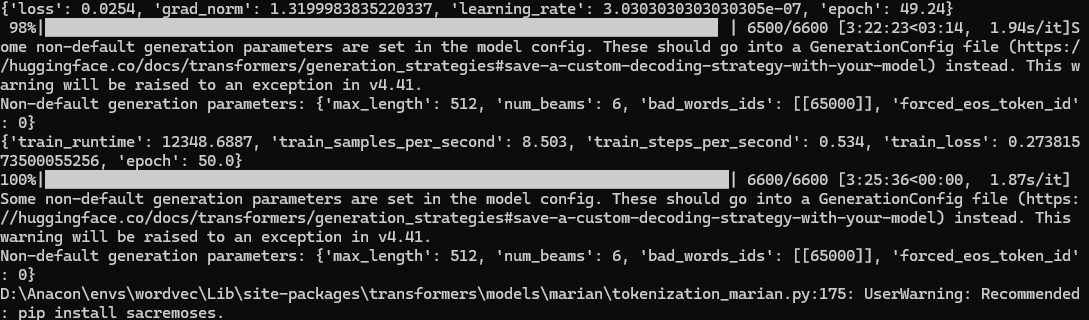 {'loss': 0.0254, 'grad_norm': 1.3199983835220337, 'learning_rate': 3.0303030303030305e-07, 'epoch': 49.24}
98%| | 6500/6600 [3:22:23<03:14, 1.94s/it]S
ome non-default generation parameters are set in the model config. These should go into a GenerationConfig file (https:/
/huggingface.co/docs/transformers/generation_strategies#save-a-custom-decoding-strategy-with-your-model) instead. This w
arning will be raised to an exception in v4.41.
Non-default generation parameters: {'max_length': 512, 'num_beams': 6, 'bad_words_ids': [[65000]], 'forced_eos_token_id'
: 0}
{'train_runtime': 12348.6887, 'train_samples_per_second': 8.503, 'train_steps_per_second': 0.534, 'train_loss': 0.273815
73500055256, 'epoch': 50.0}
100%| | 6600/6600 [3:25:36<00:00, 1.87s/it]
Some non-default generation parameters are set in the model config. These should go into a GenerationConfig file (https:
//huggingface.co/docs/transformers/generation_strategies#save-a-custom-decoding-strategy-with-your-model) instead. This
warning will be raised to an exception in v4.41.
Non-default generation parameters: {'max_length': 512, 'num_beams': 6, 'bad_words_ids': [[65000]], 'forced_eos_token_id'
: 0}
D:\Anacon\envs\wordvec\Lib\site-packages\transformers\models\marian\tokenization_marian.py:175: UserWarning: Recommended
: pip install sacremoses.